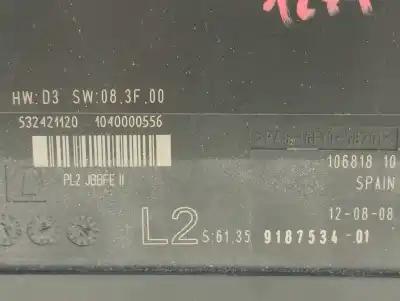 HW: D3 SW:08.3F.00
532421120 1040000556
PL2 JBBFE II
106818 10
SPAIN
12-08-08
L2 S:61.35 9187534-01